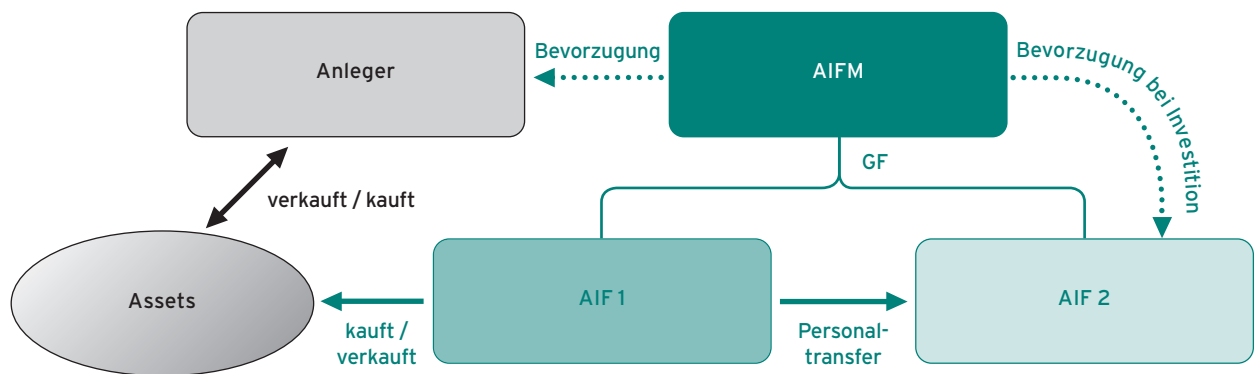 Bevorzugung
Bevorzugung bei Investition
Anleger
AIFM
GF
verkauft / kauft
Assets
AIF 1
AIF 2
kauft /
verkauft
Personal-
transfer